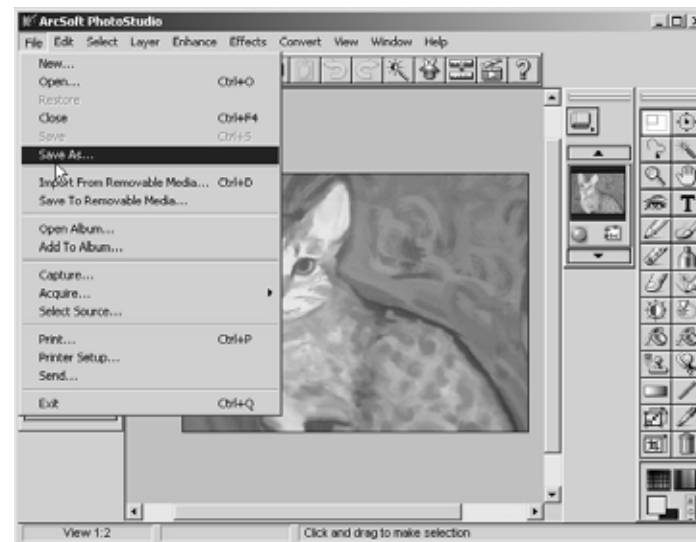 ArcSoft PhotoStudio
File Edit Select Layer Enhance Effects Convert View Window Help
New...
Open... Ctrl+O
Restore
Close Ctrl+F4
Save Ctrl+S
Save As...
Import From Removable Media... Ctrl+D
Save To Removable Media...
Open Album...
Add To Album...
Capture...
Acquire...
Select Source...
Print... Ctrl+P
Printer Setup...
Send...
Exit Ctrl+Q
T
View 1:2 Click and drag to make selection